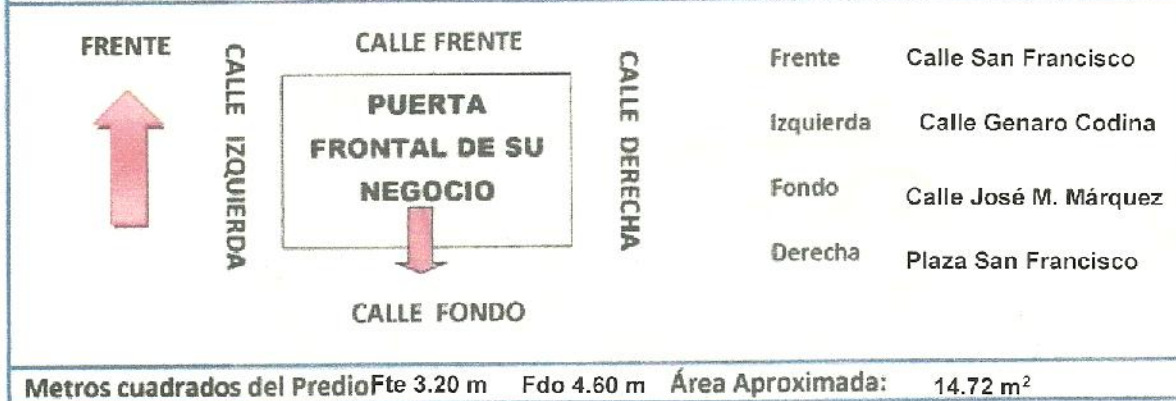 FRENTE
CALLE IZQUIERDA
CALLE FRENTE
PUERTA
FRONTAL DE SU
NEGOCIO
CALLE FONDO
CALLE DERECHA
Frente Calle San Francisco
Izquierda Calle Genaro Codina
Fondo Calle José M. Márquez
Derecha Plaza San Francisco
Metros cuadrados del Predio Fte 3.20 m Fdo 4.60 m Área Aproximada: 14.72 m²